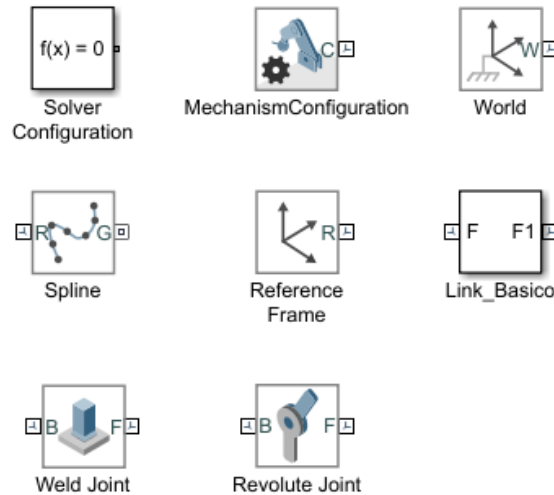 f(x) = 0
C
W
Solver
Configuration
MechanismConfiguration
World
R
G
R
F
F1
Spline
Reference
Frame
Link_Basico
B
F
B
F
Weld Joint
Revolute Joint